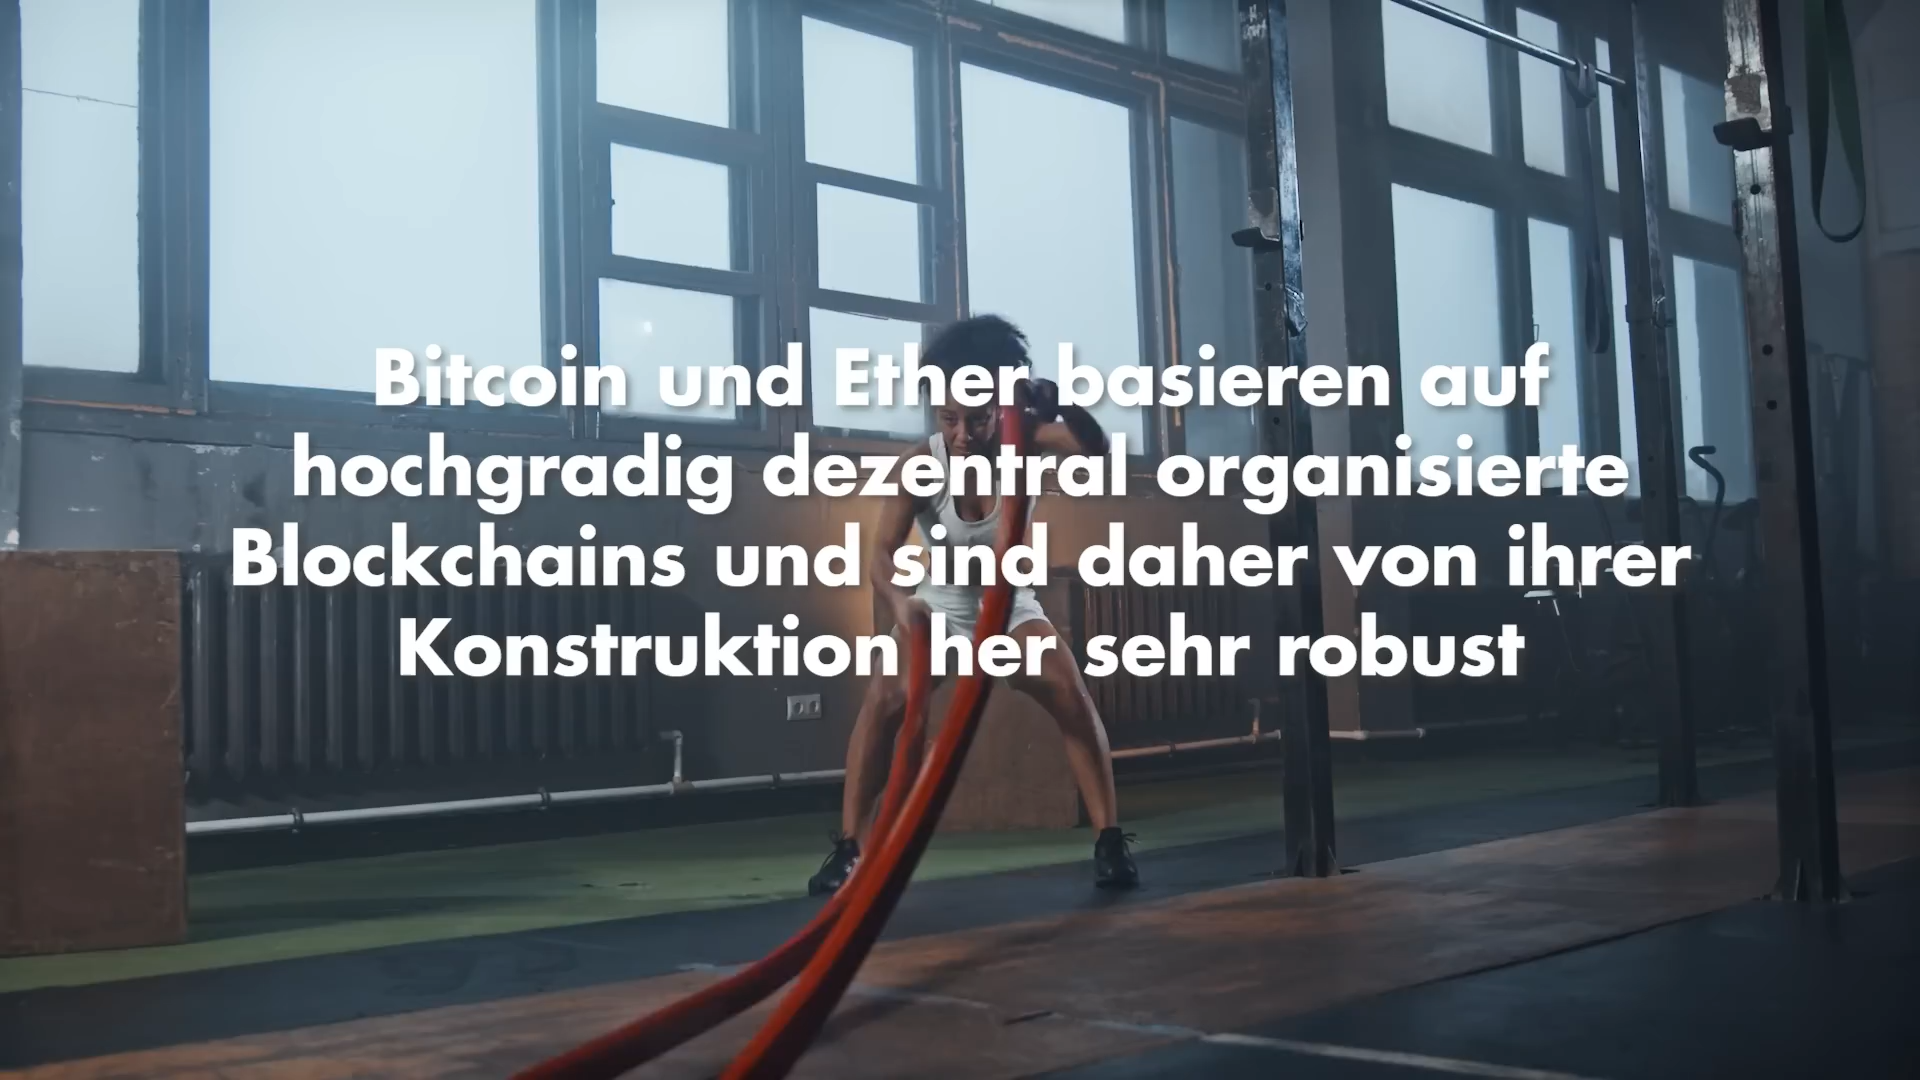 Bitcoin und Ether basieren auf
hochgradig dezentral organisierte
Blockchains und sind daher von ihrer
Konstruktion her sehr robust